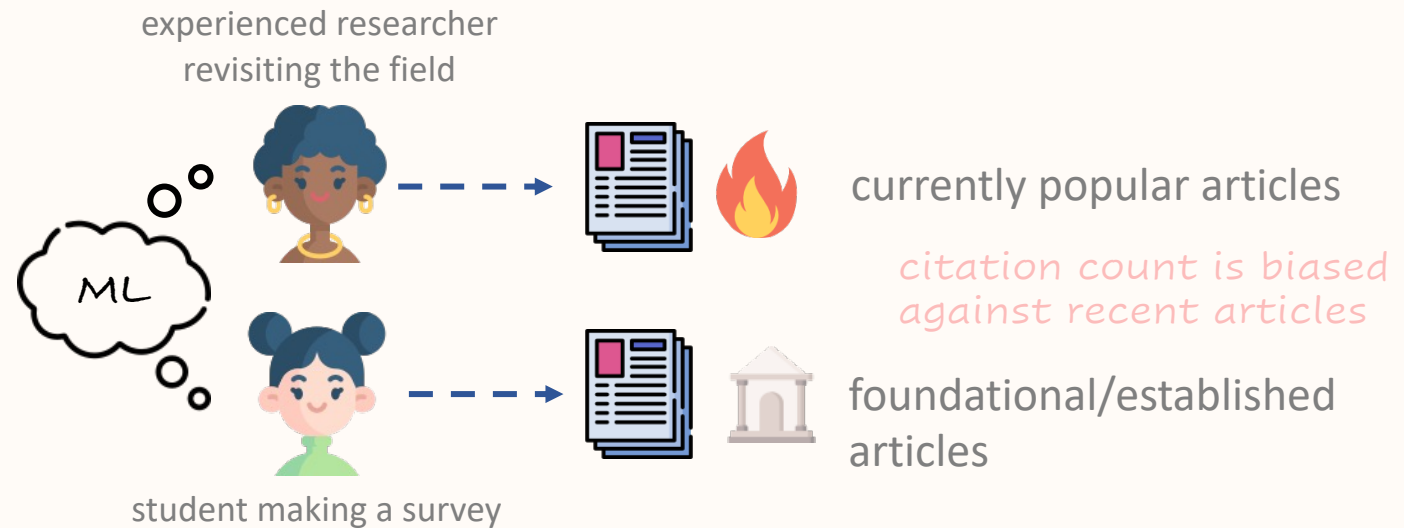 experienced researcher
revisiting the field
currently popular articles
citation count is biased
against recent articles
ML
foundational/established
articles
student making a survey